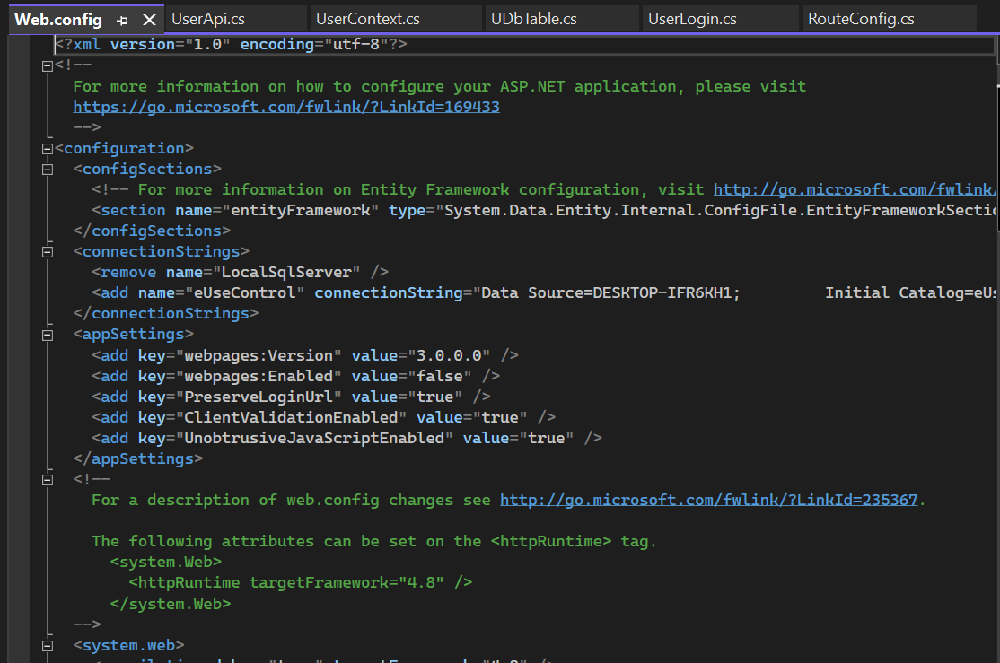 Web.config UserApi.cs UserContext.cs UDbTable.cs UserLogin.cs RouteConfig.cs
<?xml version="1.0" encoding="utf-8"?>
<!--
For more information on how to configure your ASP.NET application, please visit
https://go.microsoft.com/fwlink/?LinkId=169433
-->
<configuration>
<configSections>
<!-- For more information on Entity Framework configuration, visit http://go.microsoft.com/fwlink/
<section name="entityFramework" type="System.Data.Entity.Internal.ConfigFile.EntityFrameworkSectio
</configSections>
<connectionStrings>
<remove name="LocalSqlServer" />
<add name="eUseControl" connectionString="Data Source=DESKTOP-IFR6KH1; Initial Catalog=eUs
</connectionStrings>
<appSettings>
<add key="webpages:Version" value="3.0.0.0" />
<add key="webpages:Enabled" value="false" />
<add key="PreserveLoginUrl" value="true" />
<add key="ClientValidationEnabled" value="true" />
<add key="UnobtrusiveJavaScriptEnabled" value="true" />
</appSettings>
<!--
For a description of web.config changes see http://go.microsoft.com/fwlink/?LinkId=235367.
The following attributes can be set on the <httpRuntime> tag.
<system.Web>
<httpRuntime targetFramework="4.8" />
</system.Web>
-->
<system.web>